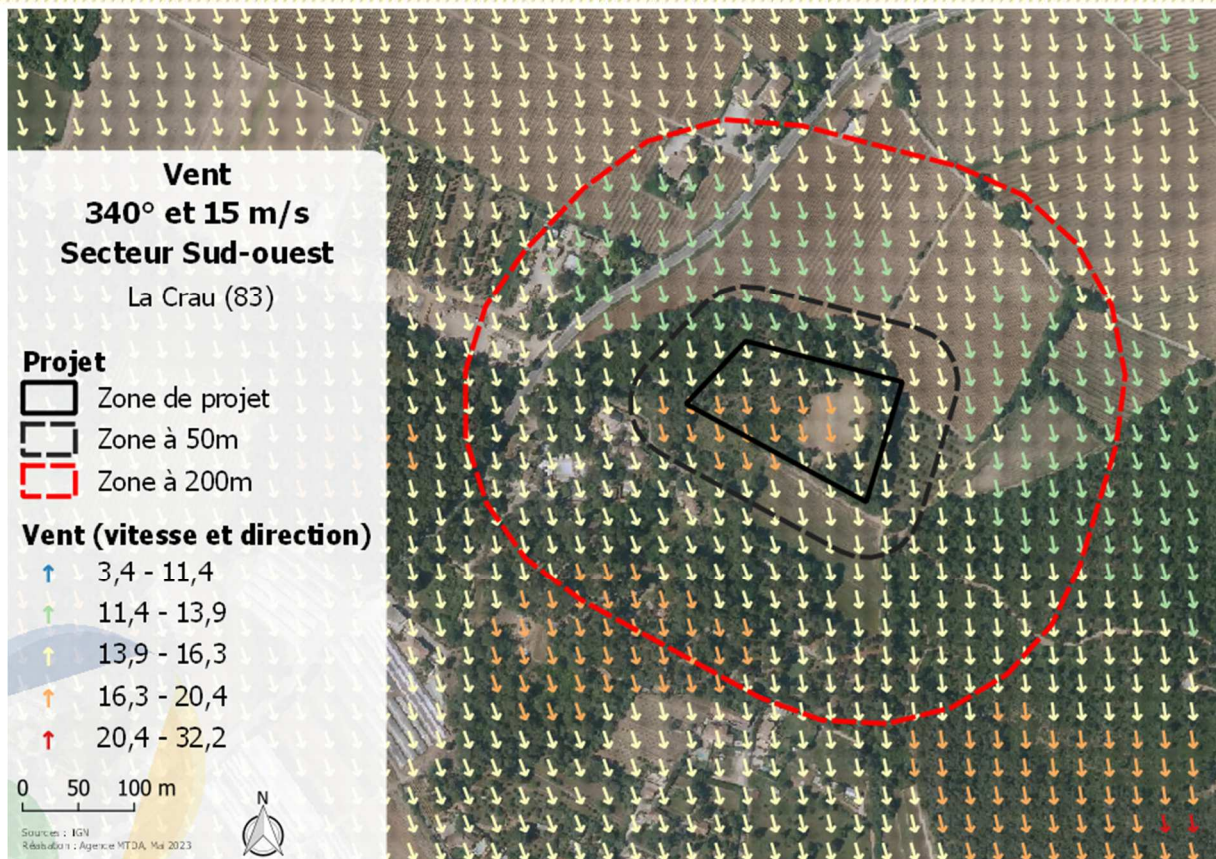 Vent
340° et 15 m/s
Secteur Sud-ouest
La Crau (83)
Projet
Zone de projet
Zone à 50m
Zone à 200m
Vent (vitesse et direction)
3,4 - 11,4
11,4 - 13,9
13,9 - 16,3
16,3 - 20,4
20,4 - 32,2
0 50 100 m
N
Sources : IGN
Réalisation : Agence MTDA, Mai 2023